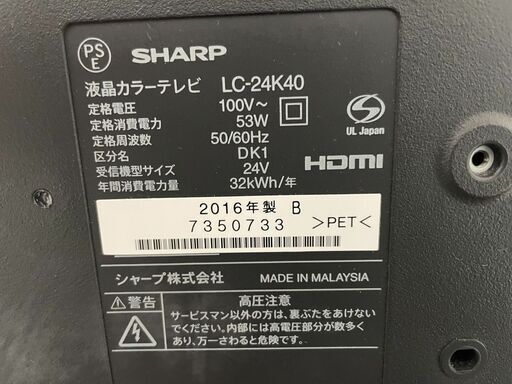 PS
E
SHARP
液晶カラーテレビ LC-24K40
定格電圧 100V～
定格消費電力 53W
定格周波数 50/60Hz
区分名 DK1
受信機型サイズ 24V
年間消費電力量 32kWh/年
UL Japan
HDMI
2016年製 B
7350733 >PET<
シャープ株式会社 MADE IN MALAYSIA
⚠警告 高圧注意
サービスマン以外の方は、裏ぶたをあけない
でください。内部には高電圧部分が数多く
あり、万一さわると危険です。